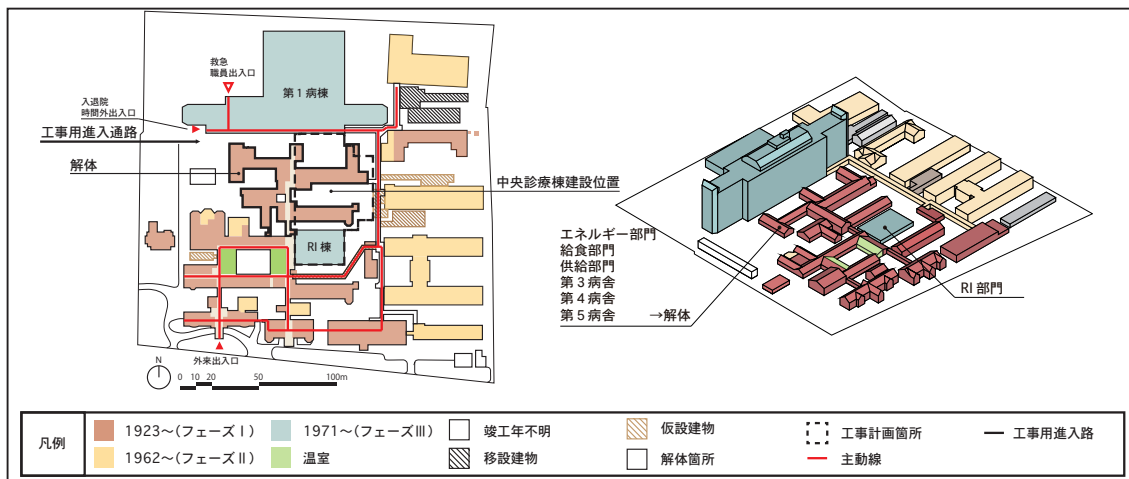 救急
職員出入口
第1病棟
入退院
時間外出入口
工事用進入通路
解体
中央診療棟建設位置
RI 棟
外来出入口
N
0 10 20 50 100m
エネルギー部門
給食部門
供給部門
第3病舎
第4病舎
第5病舎 →解体
RI 部門
凡例
1923〜(フェーズⅠ)
1971〜(フェーズⅢ)
竣工年不明
仮設建物
工事計画箇所
工事用進入路
1962〜(フェーズⅡ)
温室
移設建物
解体箇所
主動線